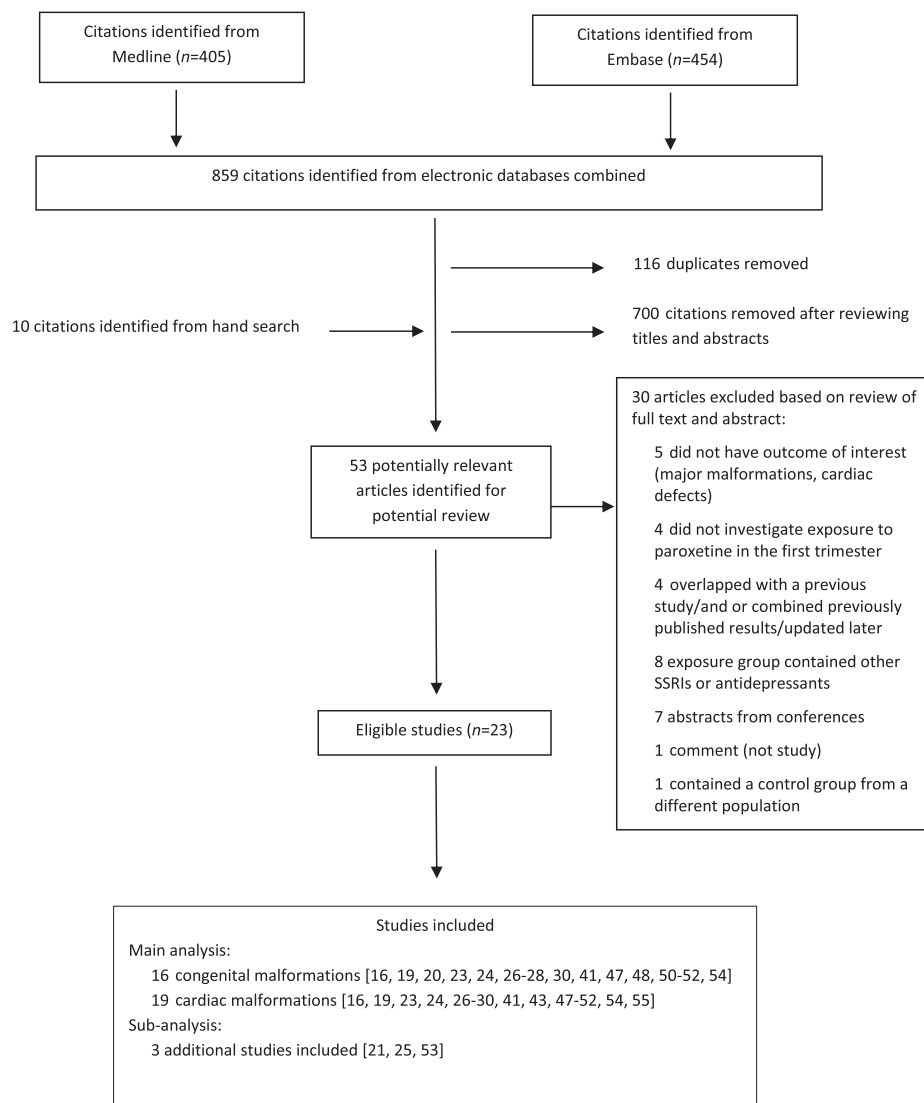 Citations identified from
Medline (n=405)
Citations identified from
Embase (n=454)
859 citations identified from electronic databases combined
116 duplicates removed
10 citations identified from hand search
700 citations removed after reviewing
titles and abstracts
53 potentially relevant
articles identified for
potential review
30 articles excluded based on review of
full text and abstract:
5 did not have outcome of interest
(major malformations, cardiac
defects)
4 did not investigate exposure to
paroxetine in the first trimester
4 overlapped with a previous
study/and or combined previously
published results/updated later
8 exposure group contained other
SSRIs or antidepressants
7 abstracts from conferences
1 comment (not study)
1 contained a control group from a
different population
Eligible studies (n=23)
Studies included
Main analysis:
16 congenital malformations [16, 19, 20, 23, 24, 26-28, 30, 41, 47, 48, 50-52, 54]
19 cardiac malformations [16, 19, 23, 24, 26-30, 41, 43, 47-52, 54, 55]
Sub-analysis:
3 additional studies included [21, 25, 53]